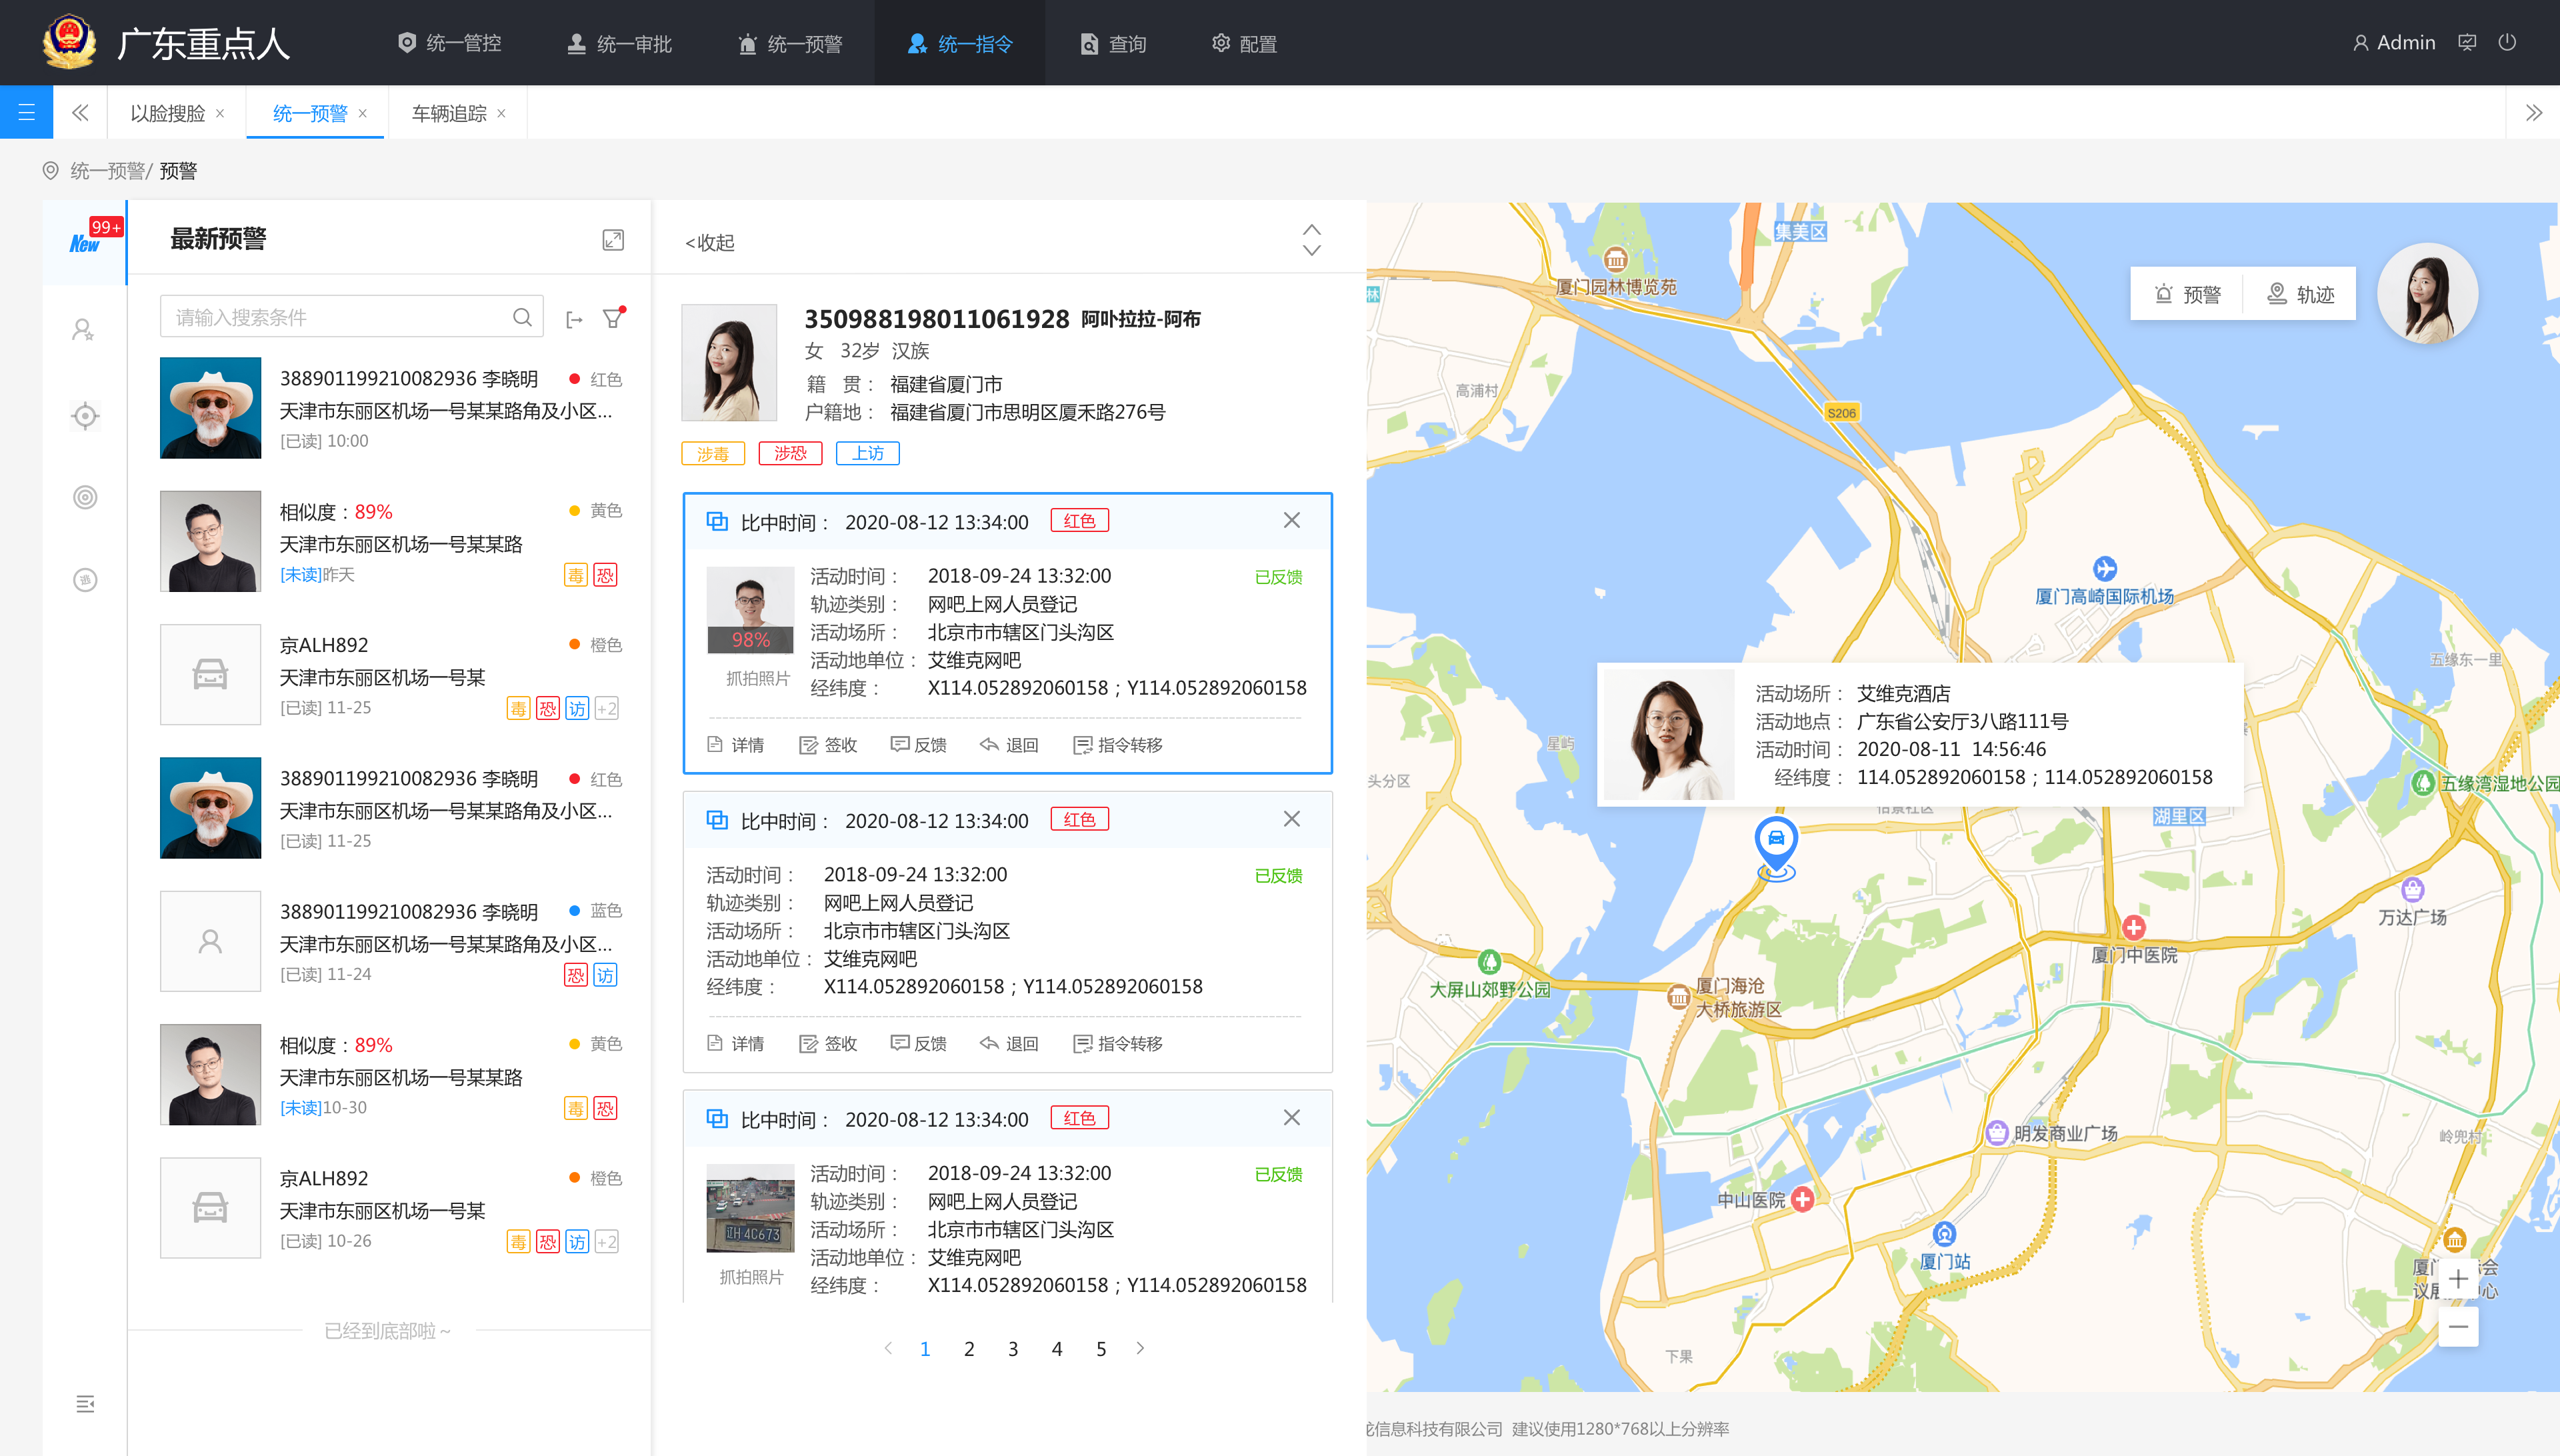 广东重点人
统一管控
统一审批
统一预警
统一指令
查询
配置
Admin
以脸搜脸 ×
统一预警 ×
车辆追踪 ×
统一预警/ 预警
New
99+
逃
最新预警
请输入搜索条件
388901199210082936 李晓明 红色
天津市东丽区机场一号某某路角及小区...
[已读] 10:00
相似度：89% 黄色
天津市东丽区机场一号某某路
[未读]昨天 毒 恐
京ALH892 橙色
天津市东丽区机场一号某
[已读] 11-25 毒 恐 访 +2
388901199210082936 李晓明 红色
天津市东丽区机场一号某某路角及小区...
[已读] 11-25
388901199210082936 李晓明 蓝色
天津市东丽区机场一号某某路角及小区...
[已读] 11-24 恐 访
相似度：89% 黄色
天津市东丽区机场一号某某路
[未读]10-30 毒 恐
京ALH892 橙色
天津市东丽区机场一号某
[已读] 10-26 毒 恐 访 +2
已经到底部啦～
<收起
350988198011061928 阿卟拉拉-阿布
女 32岁 汉族
籍 贯： 福建省厦门市
户籍地： 福建省厦门市思明区厦禾路276号
涉毒 涉恐 上访
比中时间： 2020-08-12 13:34:00 红色
活动时间： 2018-09-24 13:32:00 已反馈
轨迹类别： 网吧上网人员登记
活动场所： 北京市市辖区门头沟区
活动地单位： 艾维克网吧
经纬度： X114.052892060158；Y114.052892060158
98%
抓拍照片
详情 签收 反馈 退回 指令转移
比中时间： 2020-08-12 13:34:00 红色
活动时间： 2018-09-24 13:32:00 已反馈
轨迹类别： 网吧上网人员登记
活动场所： 北京市市辖区门头沟区
活动地单位： 艾维克网吧
经纬度： X114.052892060158；Y114.052892060158
详情 签收 反馈 退回 指令转移
比中时间： 2020-08-12 13:34:00 红色
活动时间： 2018-09-24 13:32:00 已反馈
轨迹类别： 网吧上网人员登记
活动场所： 北京市市辖区门头沟区
活动地单位： 艾维克网吧
经纬度： X114.052892060158；Y114.052892060158
辽H·4C673
抓拍照片
1 2 3 4 5
集美区
厦门园林博览苑
林
预警 轨迹
高浦村
S206
厦门高崎国际机场
五缘东一里
星屿
头分区
活动场所： 艾维克酒店
活动地点： 广东省公安厅3八路111号
活动时间： 2020-08-11 14:56:46
经纬度： 114.052892060158；114.052892060158
五缘湾湿地公园
湖里区
万达广场
厦门中医院
大屏山郊野公园
厦门海沧
大桥旅游区
明发商业广场
岭兜村
中山医院
厦门站
下果
信息科技有限公司 建议使用1280*768以上分辨率